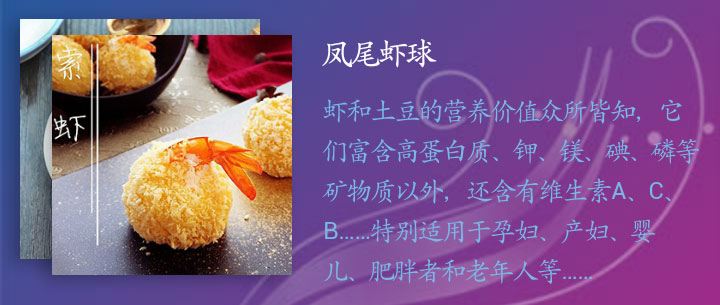 索
虾
凤尾虾球
虾和土豆的营养价值众所皆知，它
们富含高蛋白质、钾、镁、碘、磷等
矿物质以外，还含有维生素A、C、
B……特别适用于孕妇、产妇、婴
儿、肥胖者和老年人等……